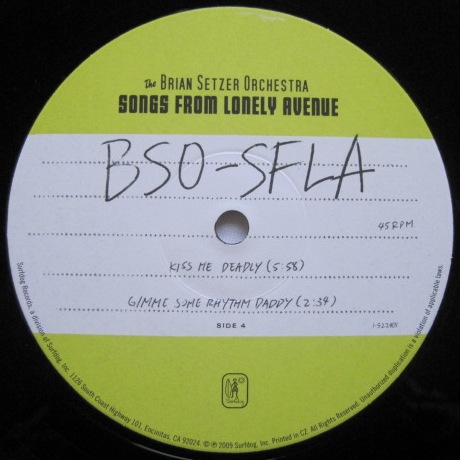 The BRIAN SETZER ORCHESTRA
SONGS FROM LONELY AVENUE
BSO-SFLA
45 RPM
KISS ME DEADLY (5:58)
GIMME SOME RHYTHM DADDY (2:34)
SIDE 4
Surfdog Records, a division of Surfdog, Inc. 1126 South Coast Highway 101, Encinitas, CA 92024. © ℗ 2009 Surfdog, Inc. Printed in CZ. All Rights Reserved. Unauthorized duplication is a violation of applicable laws.
Surfdog